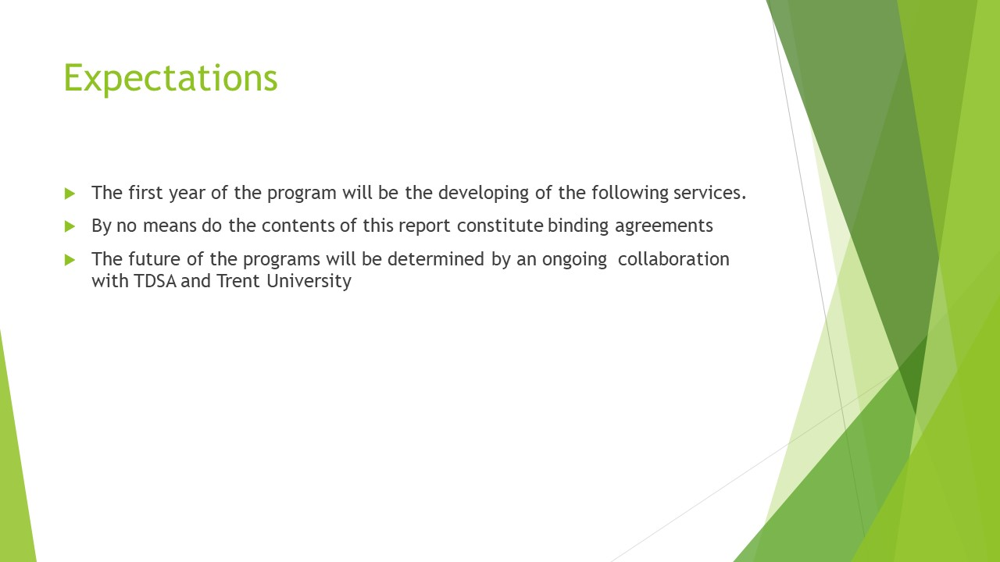 Expectations
The first year of the program will be the developing of the following services.
By no means do the contents of this report constitute binding agreements
The future of the programs will be determined by an ongoing  collaboration
with TDSA and Trent University